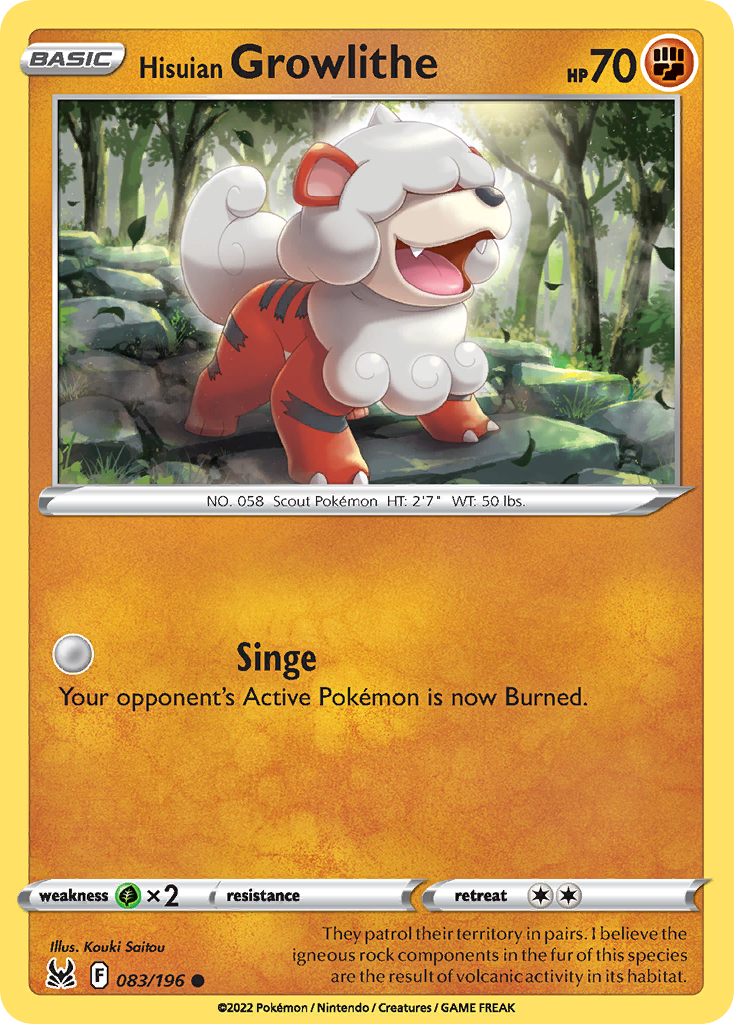 BASIC
Hisuian Growlithe
HP 70
NO. 058 Scout Pokémon HT: 2'7" WT: 50 lbs.
Singe
Your opponent's Active Pokémon is now Burned.
weakness ×2 resistance retreat
Illus. Kouki Saitou
They patrol their territory in pairs. I believe the
igneous rock components in the fur of this species
are the result of volcanic activity in its habitat.
F 083/196
©2022 Pokémon / Nintendo / Creatures / GAME FREAK